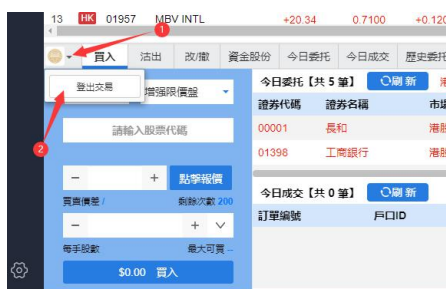 13 HK 01957 MBV INTL +20.34 0.7100 +0.120
1
買入 沽出 改/撤 資金股份 今日委托 今日成交 歷史委托
登出交易
增强限價盤
今日委托【共 5 筆】 刷新
證券代碼 證券名稱 市場
請輸入股票代碼
00001 長和 港股
2
01398 工商銀行 港股
− + 點擊報價
買賣價差 / 剩餘次數 200
今日成交【共 0 筆】 刷新
訂單編號 戶口ID
− +
每手股數 最大可買 --
$0.00 買入